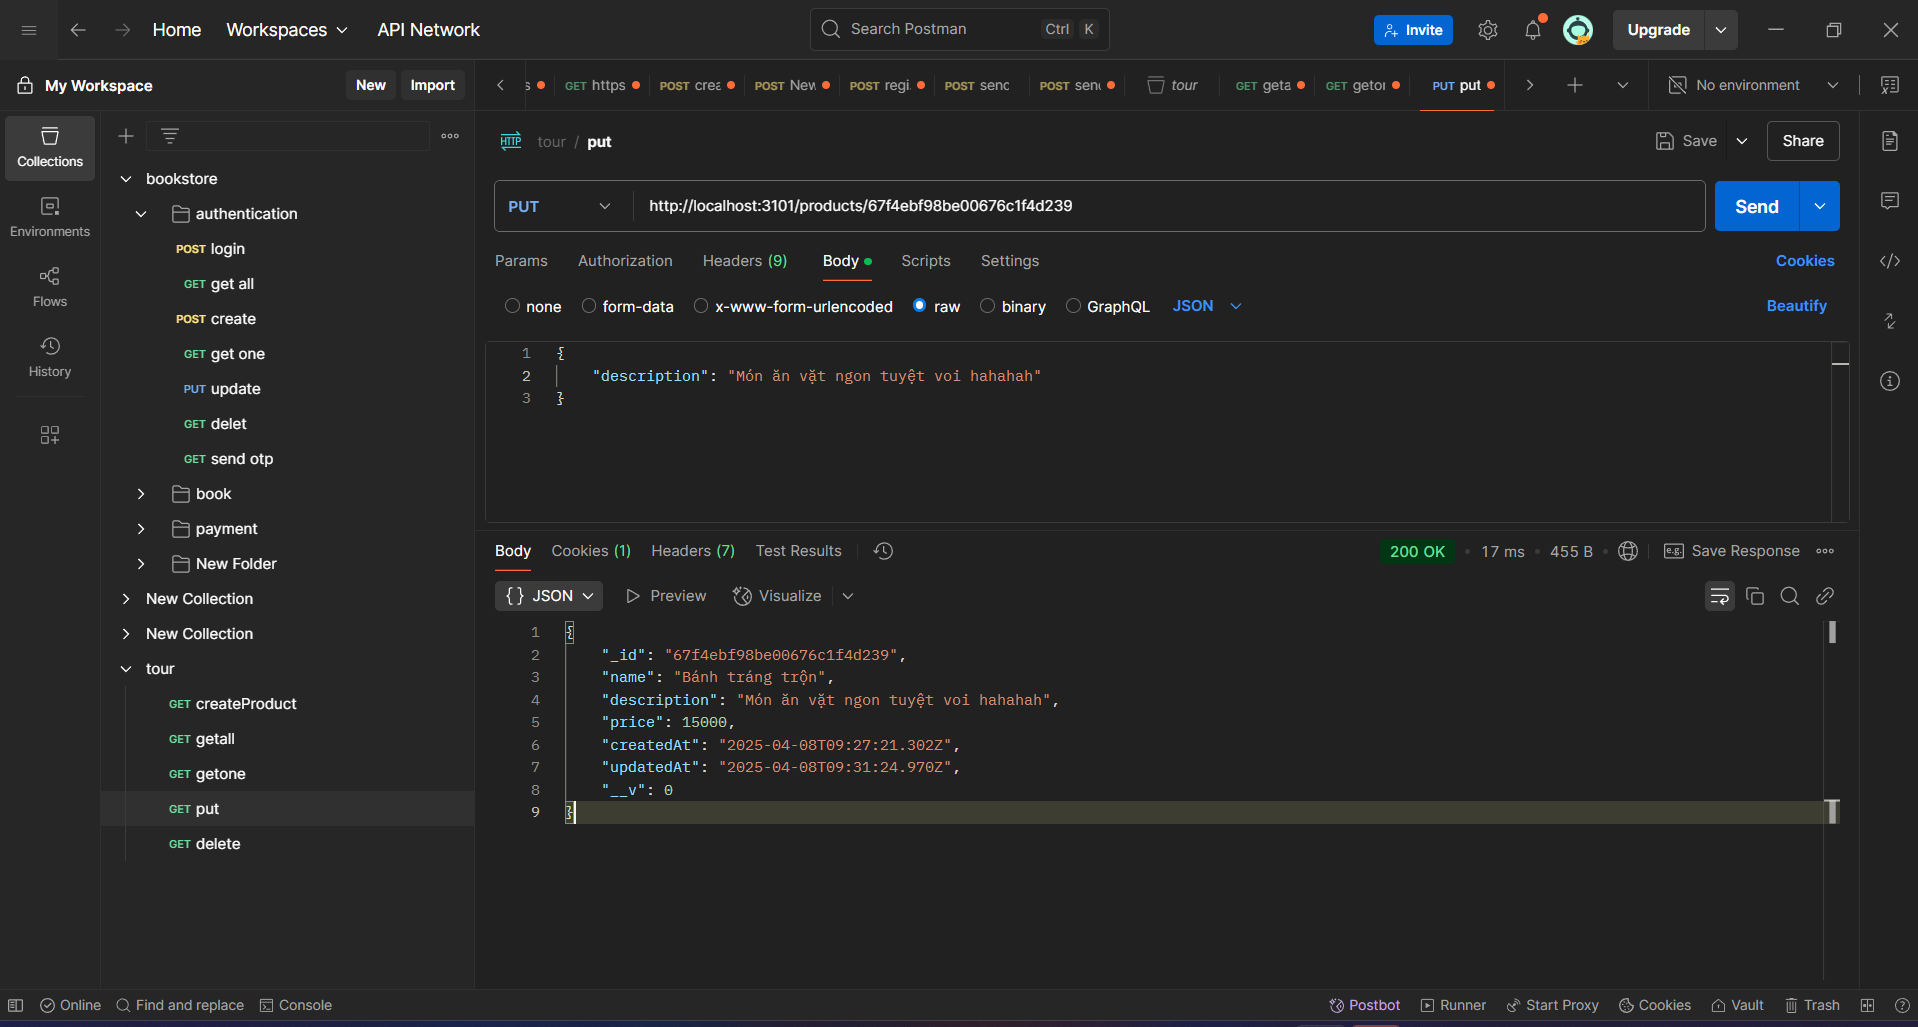 Home Workspaces API Network Search Postman Ctrl K Invite Upgrade
My Workspace New Import s GET https POST crea POST New POST regi POST senc POST sen tour GET geta GET getor PUT put No environment
Collections
Environments
Flows
History
bookstore
authentication
POST login
GET get all
POST create
GET get one
PUT update
GET delet
GET send otp
book
payment
New Folder
New Collection
New Collection
tour
GET createProduct
GET getall
GET getone
GET put
GET delete
HTTP tour / put Save Share
PUT http://localhost:3101/products/67f4ebf98be00676c1f4d239 Send
Params Authorization Headers (9) Body Scripts Settings Cookies
none form-data x-www-form-urlencoded raw binary GraphQL JSON Beautify
1 {
2 "description": "Món ăn vặt ngon tuyệt voi hahahah"
3 }
Body Cookies (1) Headers (7) Test Results 200 OK 17 ms 455 B e.g. Save Response
{} JSON Preview Visualize
1 {
2 "_id": "67f4ebf98be00676c1f4d239",
3 "name": "Bánh tráng trộn",
4 "description": "Món ăn vặt ngon tuyệt voi hahahah",
5 "price": 15000,
6 "createdAt": "2025-04-08T09:27:21.302Z",
7 "updatedAt": "2025-04-08T09:31:24.970Z",
8 "__v": 0
9 }
Online Find and replace Console Postbot Runner Start Proxy Cookies Vault Trash